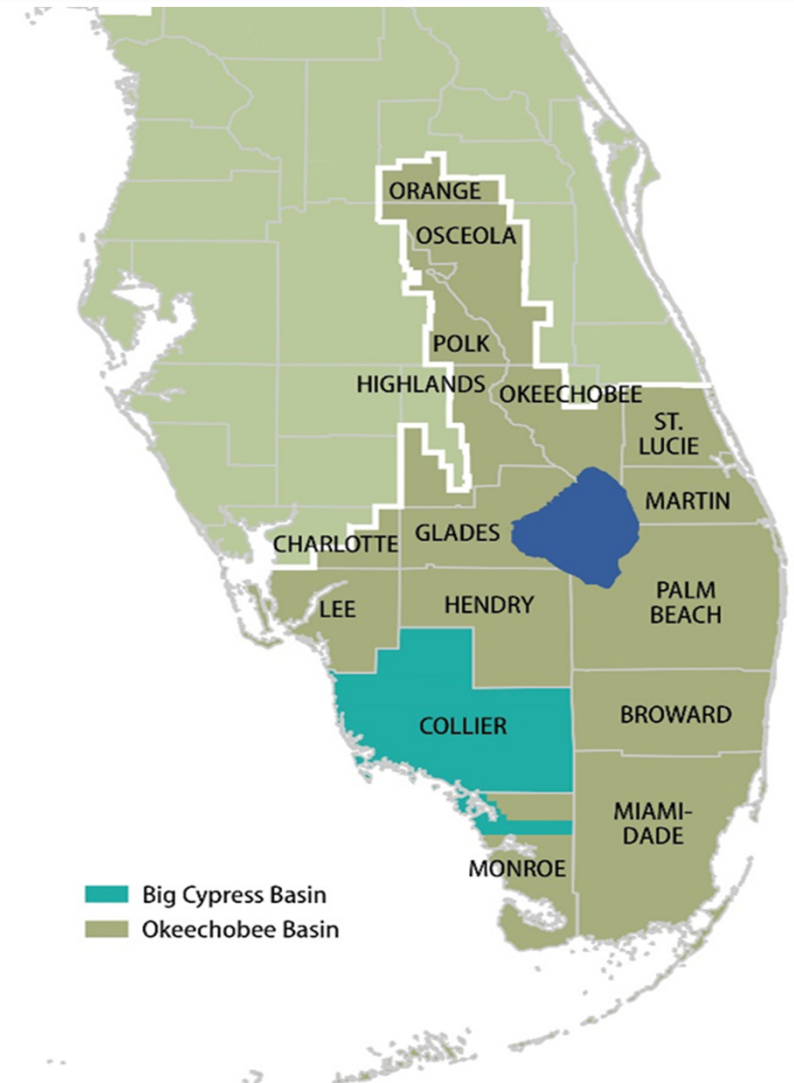 ORANGE
OSCEOLA
POLK
HIGHLANDS
OKEECHOBEE
ST.
LUCIE
MARTIN
CHARLOTTE
GLADES
PALM
BEACH
LEE
HENDRY
COLLIER
BROWARD
MIAMI-
DADE
MONROE
Big Cypress Basin
Okeechobee Basin